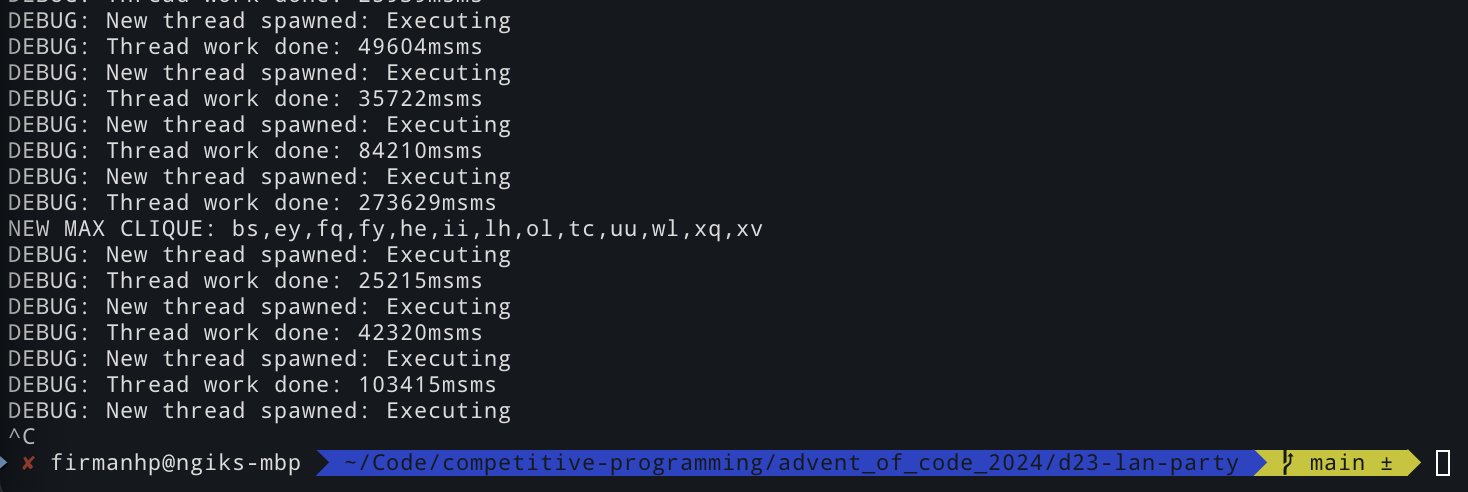 DEBUG: Thread work done: 25939msms
DEBUG: New thread spawned: Executing
DEBUG: Thread work done: 49604msms
DEBUG: New thread spawned: Executing
DEBUG: Thread work done: 35722msms
DEBUG: New thread spawned: Executing
DEBUG: Thread work done: 84210msms
DEBUG: New thread spawned: Executing
DEBUG: Thread work done: 273629msms
NEW MAX CLIQUE: bs,ey,fq,fy,he,ii,lh,ol,tc,uu,wl,xq,xv
DEBUG: New thread spawned: Executing
DEBUG: Thread work done: 25215msms
DEBUG: New thread spawned: Executing
DEBUG: Thread work done: 42320msms
DEBUG: New thread spawned: Executing
DEBUG: Thread work done: 103415msms
DEBUG: New thread spawned: Executing
^C
✘ firmanhp@ngiks-mbp ~/Code/competitive-programming/advent_of_code_2024/d23-lan-party main ±